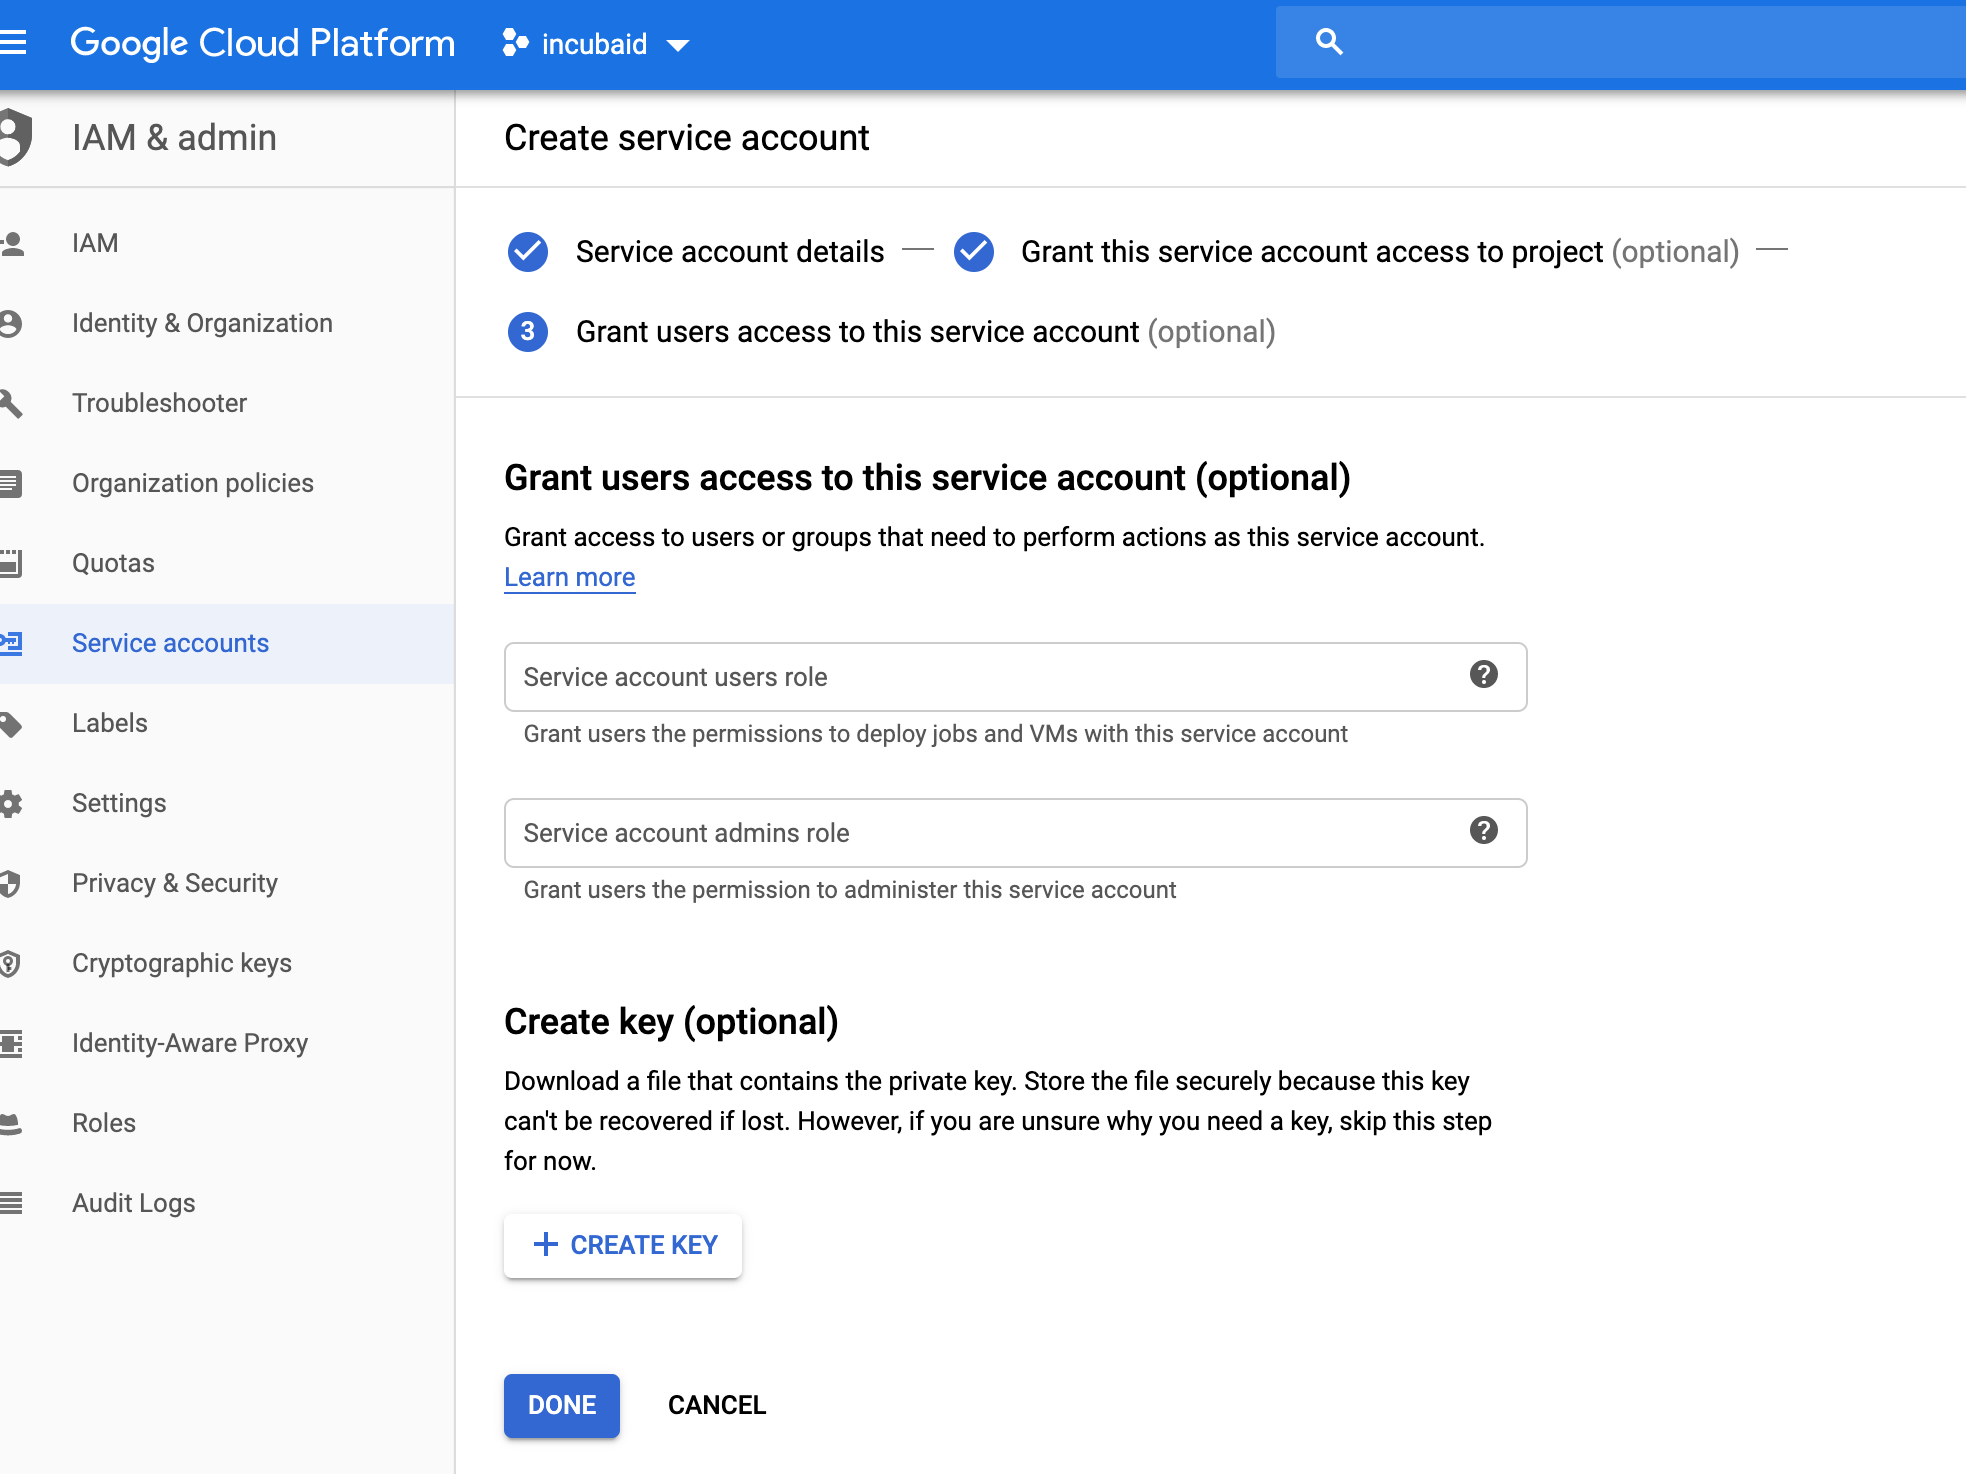 Google Cloud Platform
incubaid
IAM & admin
IAM
Identity & Organization
Troubleshooter
Organization policies
Quotas
Service accounts
Labels
Settings
Privacy & Security
Cryptographic keys
Identity-Aware Proxy
Roles
Audit Logs
Create service account
Service account details — Grant this service account access to project (optional) —
3 Grant users access to this service account (optional)
Grant users access to this service account (optional)
Grant access to users or groups that need to perform actions as this service account.
Learn more
Service account users role
Grant users the permissions to deploy jobs and VMs with this service account
Service account admins role
Grant users the permission to administer this service account
Create key (optional)
Download a file that contains the private key. Store the file securely because this key
can't be recovered if lost. However, if you are unsure why you need a key, skip this step
for now.
+ CREATE KEY
DONE CANCEL